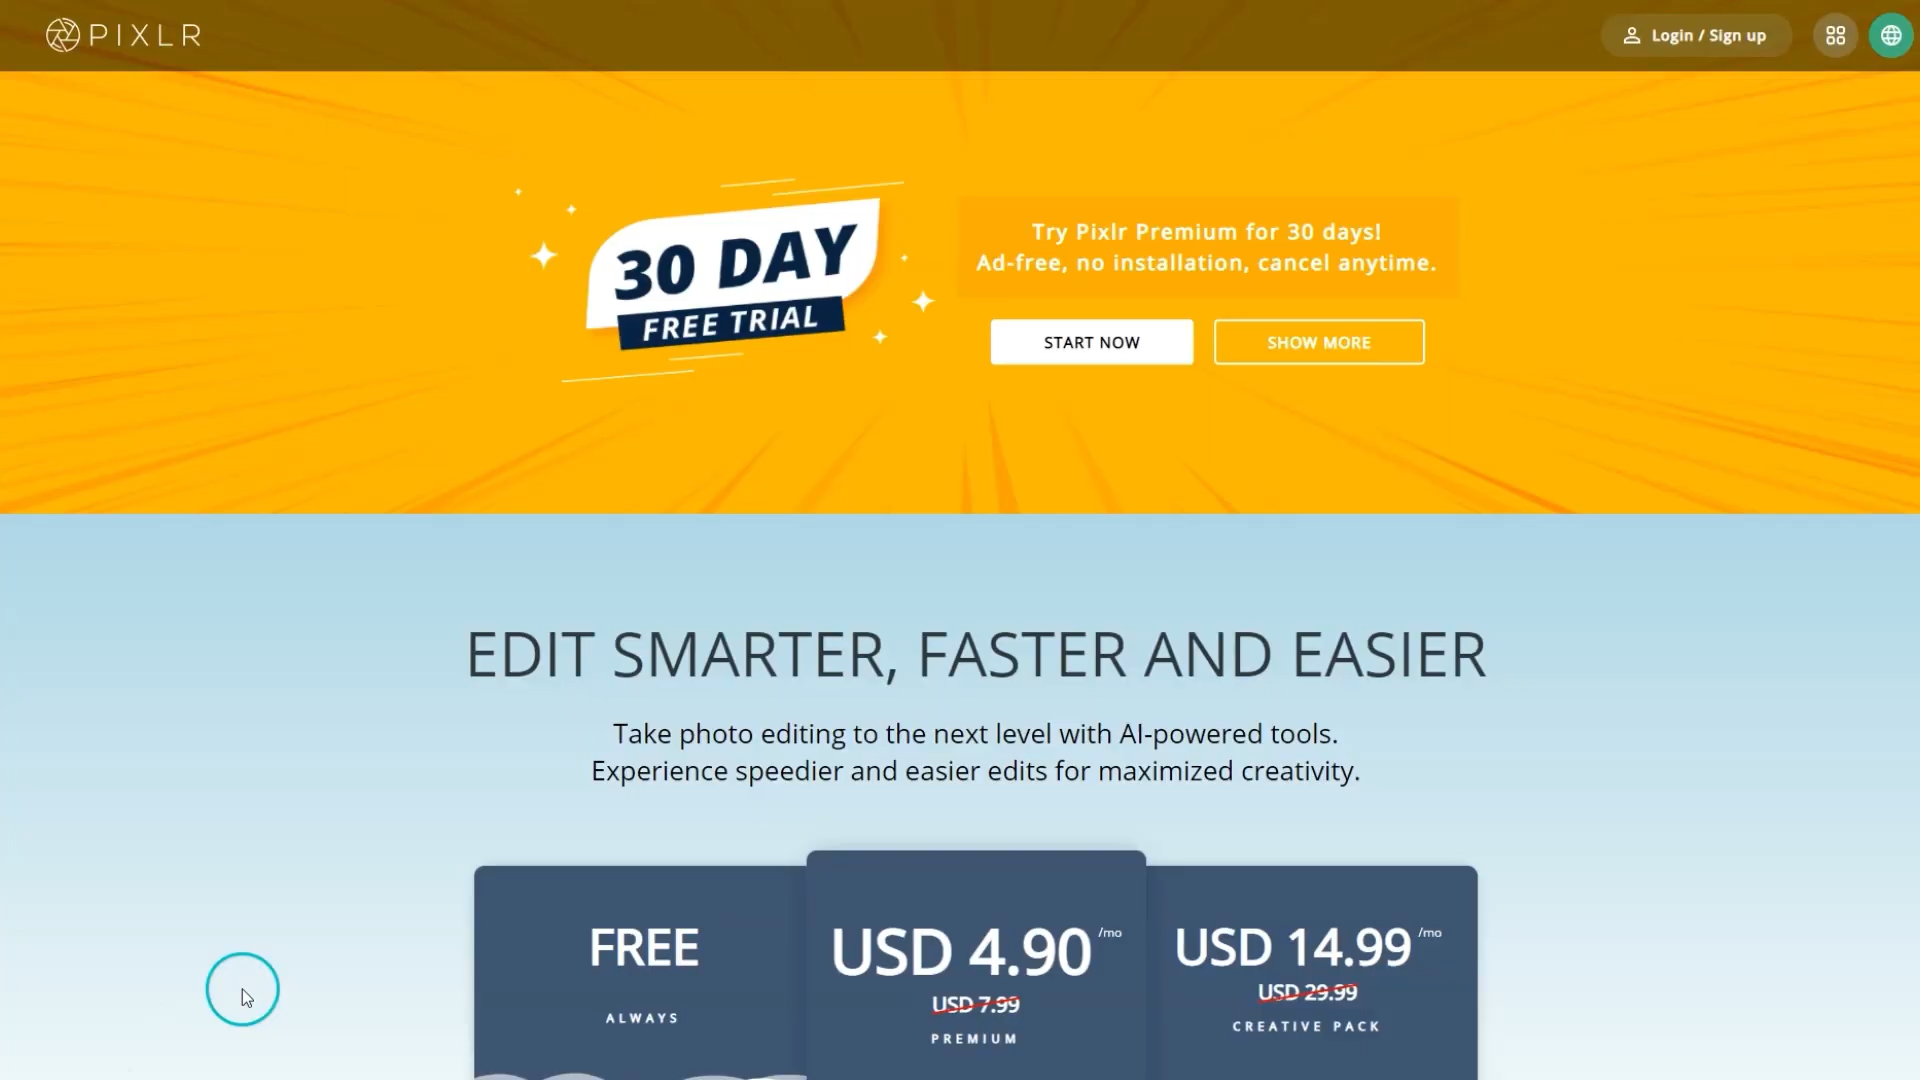 PIXLR
Login / Sign up
30 DAY
FREE TRIAL
Try Pixlr Premium for 30 days!
Ad-free, no installation, cancel anytime.
START NOW
SHOW MORE
EDIT SMARTER, FASTER AND EASIER
Take photo editing to the next level with AI-powered tools.
Experience speedier and easier edits for maximized creativity.
FREE
ALWAYS
USD 4.90 /mo
USD 7.99
PREMIUM
USD 14.99 /mo
USD 29.99
CREATIVE PACK